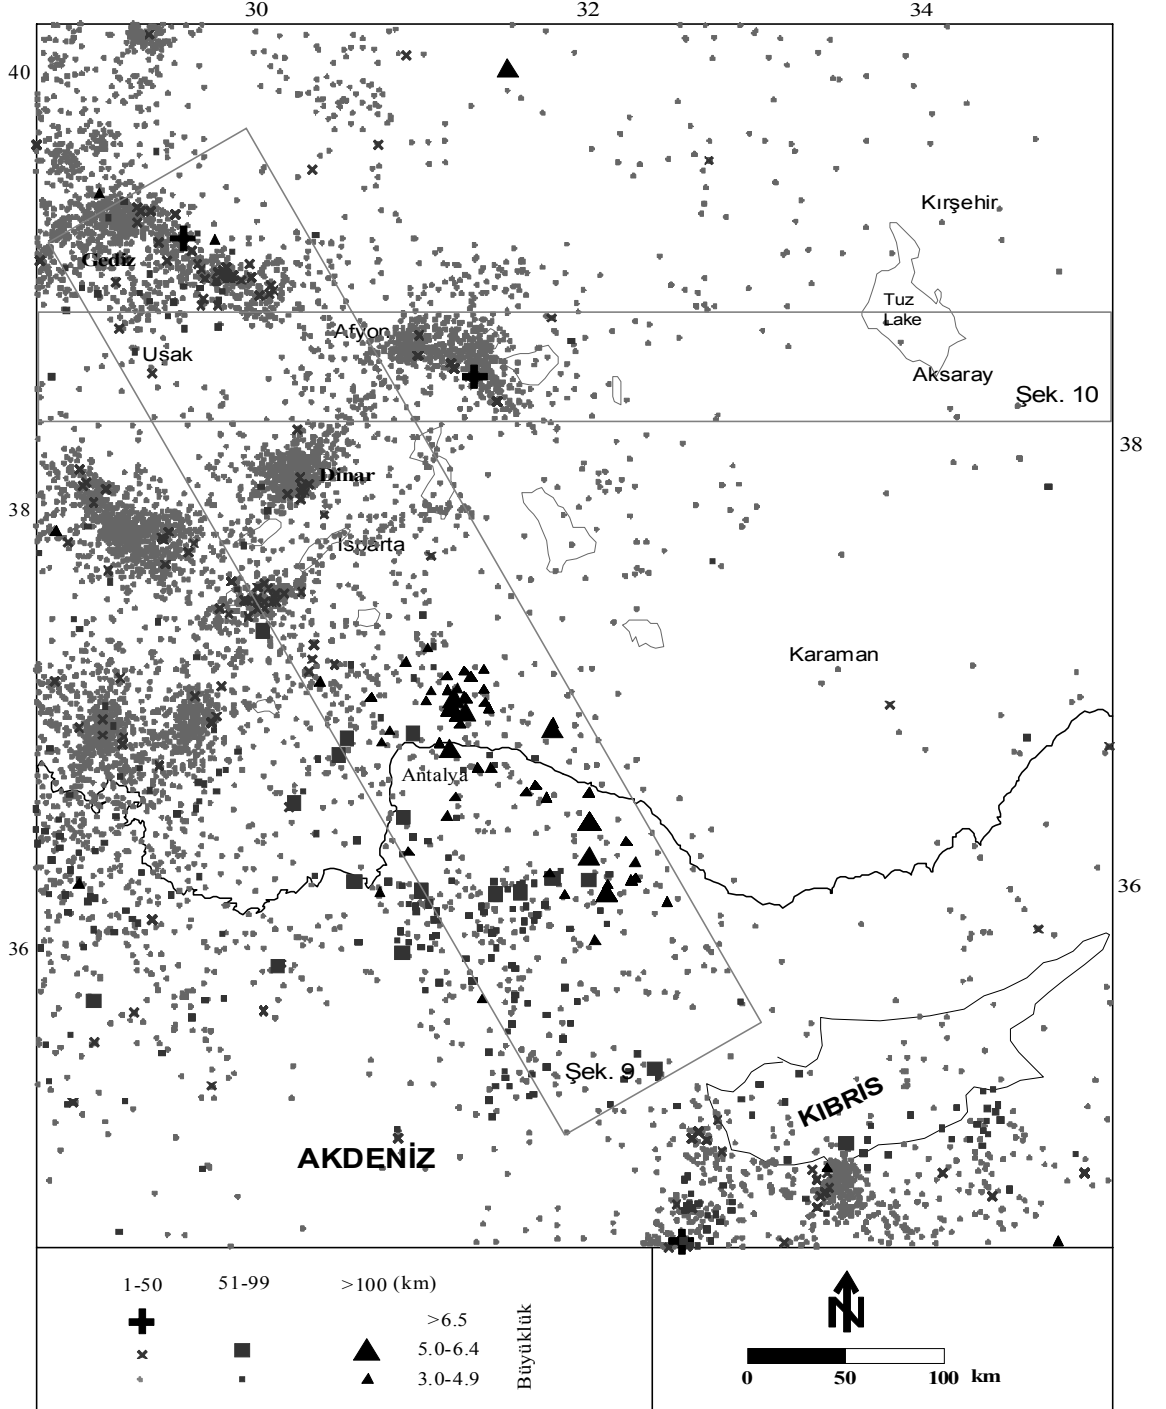 30 32 34
40
Kırşehir
Gediz
Tuz
Lake
Afyon
Uşak
Aksaray
Şek. 10
38
Dinar
38
Isparta
Karaman
Antalya
36
36
Şek. 9
KIBRİS
AKDENİZ
1-50 51-99 >100 (km)
>6.5
5.0-6.4
3.0-4.9
Büyüklük
N
0 50 100 km